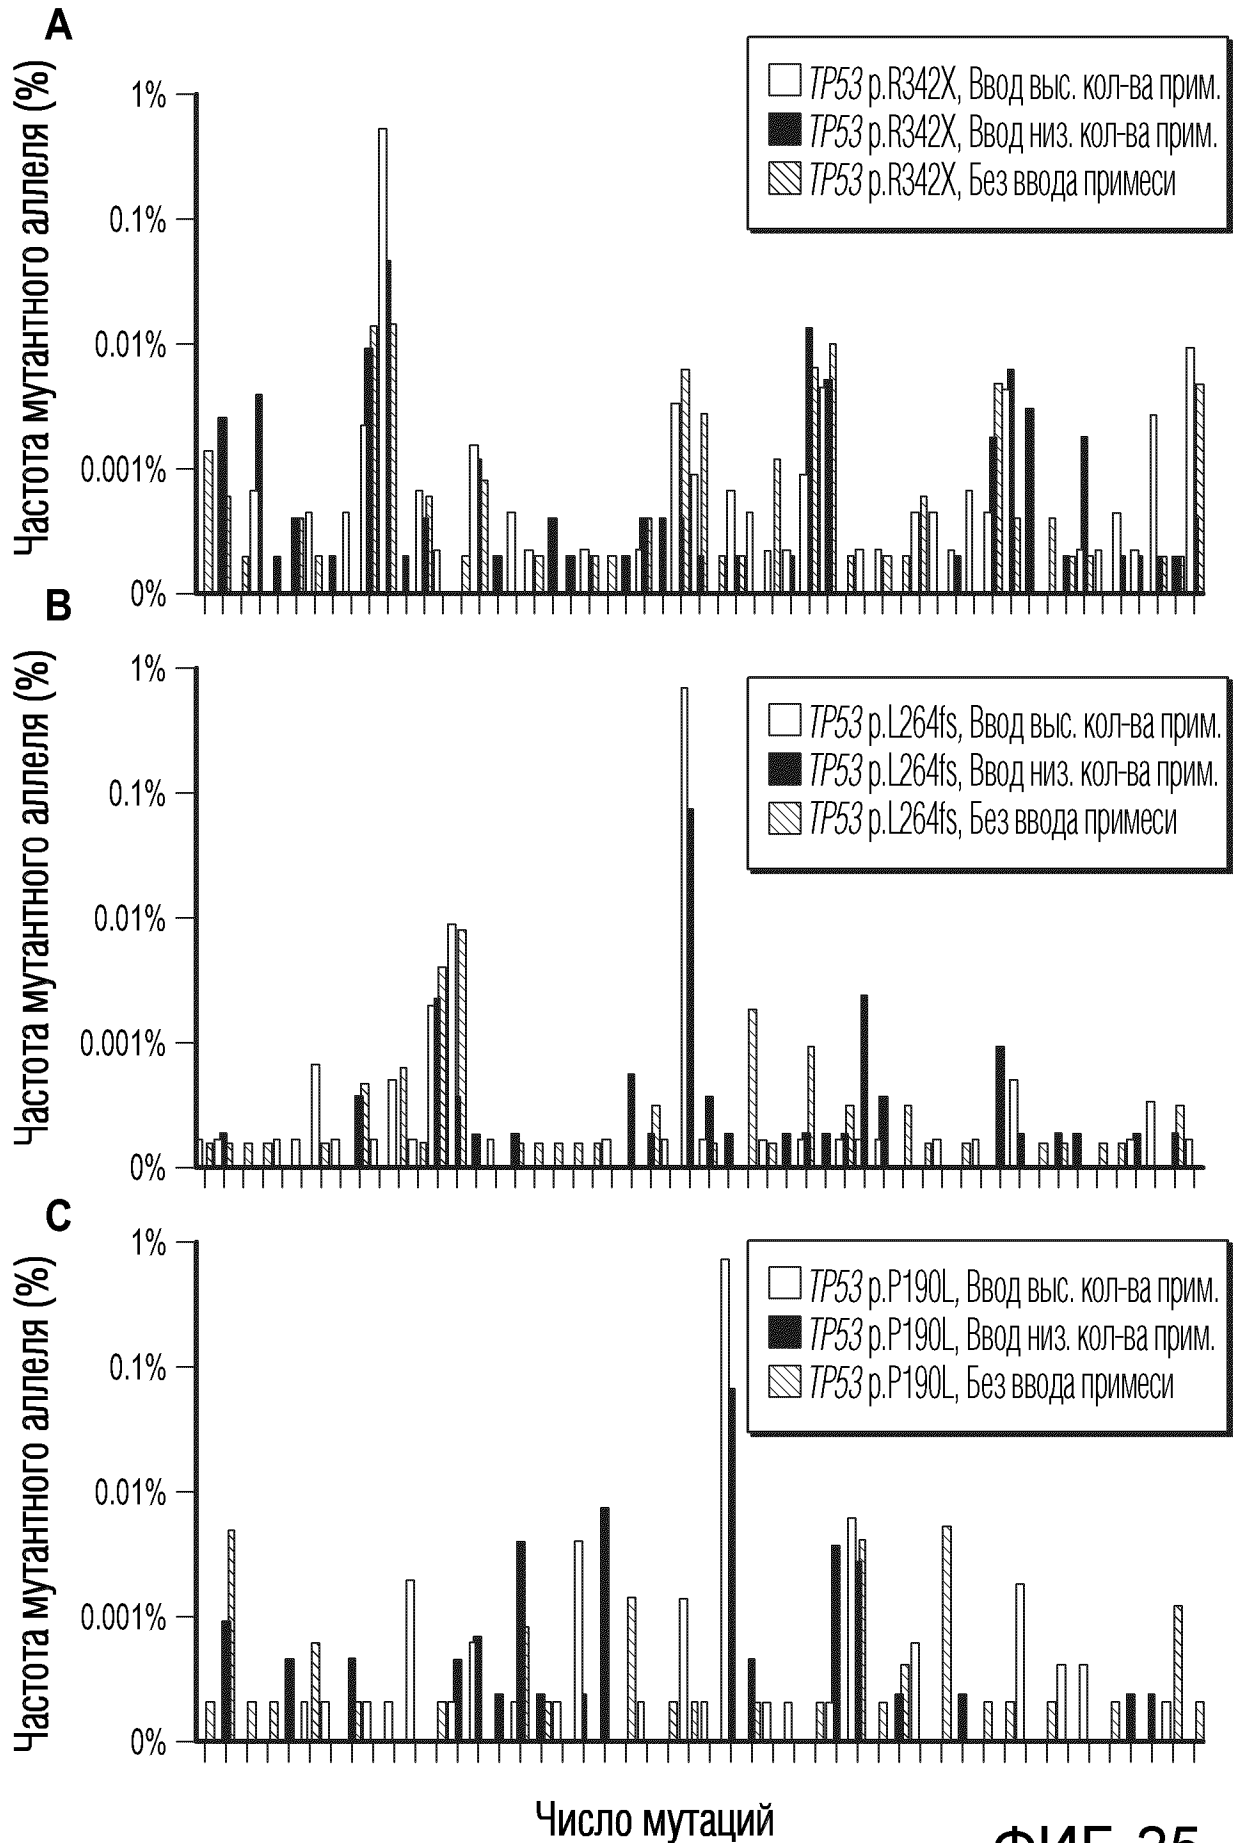 A
Частота мутантного аллеля (%)
1%
0.1%
0.01%
0.001%
0%
TP53 p.R342X, Ввод выс. кол-ва прим.
TP53 p.R342X, Ввод низ. кол-ва прим.
TP53 p.R342X, Без ввода примеси
B
Частота мутантного аллеля (%)
1%
0.1%
0.01%
0.001%
0%
TP53 p.L264fs, Ввод выс. кол-ва прим.
TP53 p.L264fs, Ввод низ. кол-ва прим.
TP53 p.L264fs, Без ввода примеси
C
Частота мутантного аллеля (%)
1%
0.1%
0.01%
0.001%
0%
TP53 p.P190L, Ввод выс. кол-ва прим.
TP53 p.P190L, Ввод низ. кол-ва прим.
TP53 p.P190L, Без ввода примеси
Число мутаций
ФИГ. 25